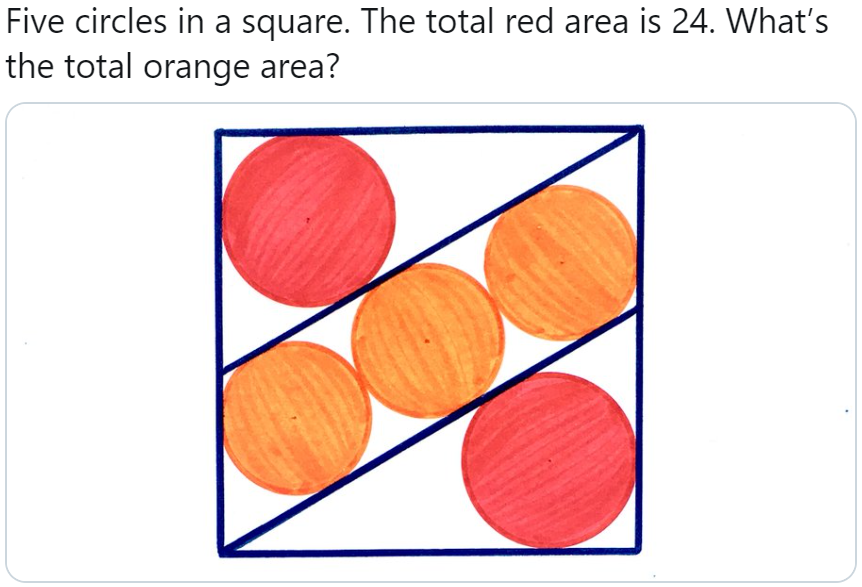 Five circles in a square. The total red area is 24. What’s
the total orange area?